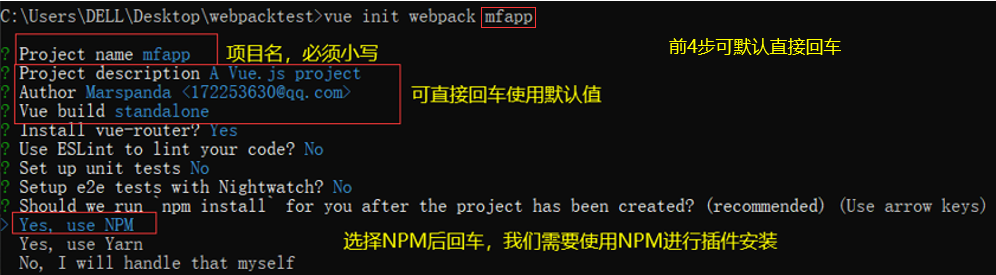 C:\Users\DELL\Desktop\webpacktest>vue init webpack mfapp
? Project name mfapp 项目名，必须小写 前4步可默认直接回车
? Project description A Vue.js project
? Author Marspanda <172253630@qq.com> 可直接回车使用默认值
? Vue build standalone
? Install vue-router? Yes
? Use ESLint to lint your code? No
? Set up unit tests No
? Setup e2e tests with Nightwatch? No
? Should we run `npm install` for you after the project has been created? (recommended) (Use arrow keys)
> Yes, use NPM
Yes, use Yarn 选择NPM后回车，我们需要使用NPM进行插件安装
No, I will handle that myself